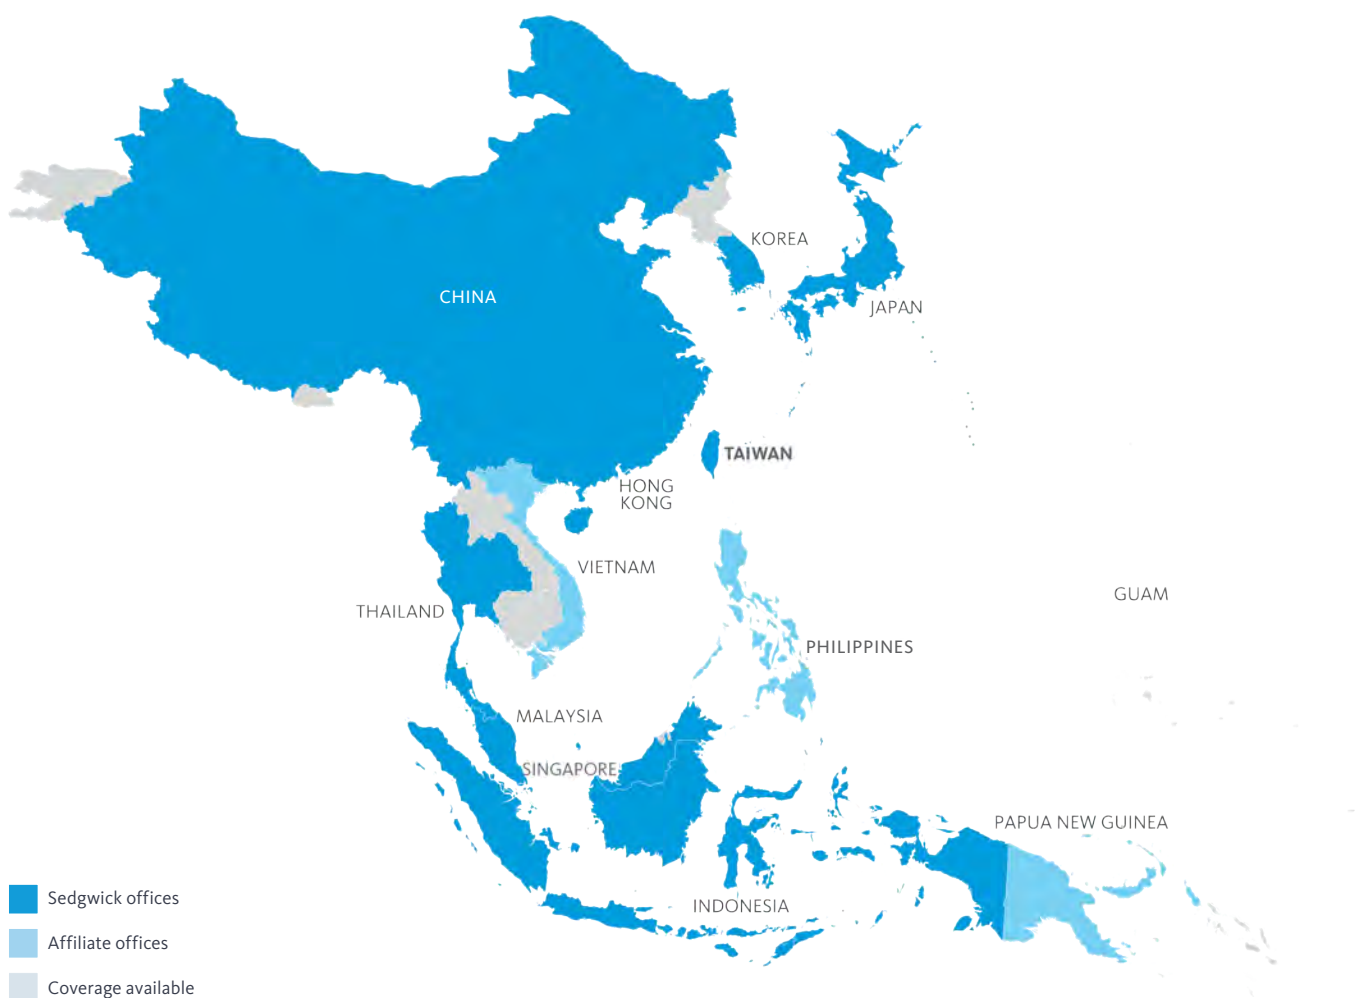 KOREA
CHINA
JAPAN
TAIWAN
HONG
KONG
VIETNAM
GUAM
THAILAND
PHILIPPINES
MALAYSIA
SINGAPORE
PAPUA NEW GUINEA
INDONESIA
Sedgwick offices
Affiliate offices
Coverage available